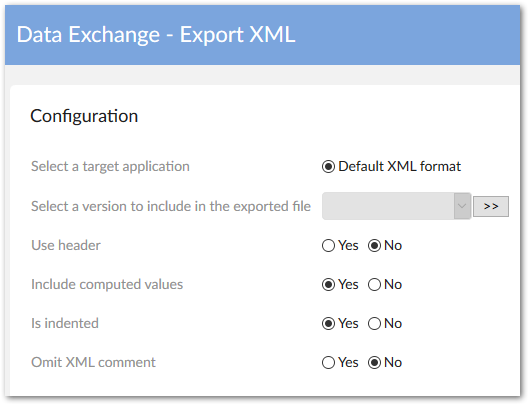 Data Exchange - Export XML
Configuration
Select a target application Default XML format
Select a version to include in the exported file >>
Use header Yes No
Include computed values Yes No
Is indented Yes No
Omit XML comment Yes No